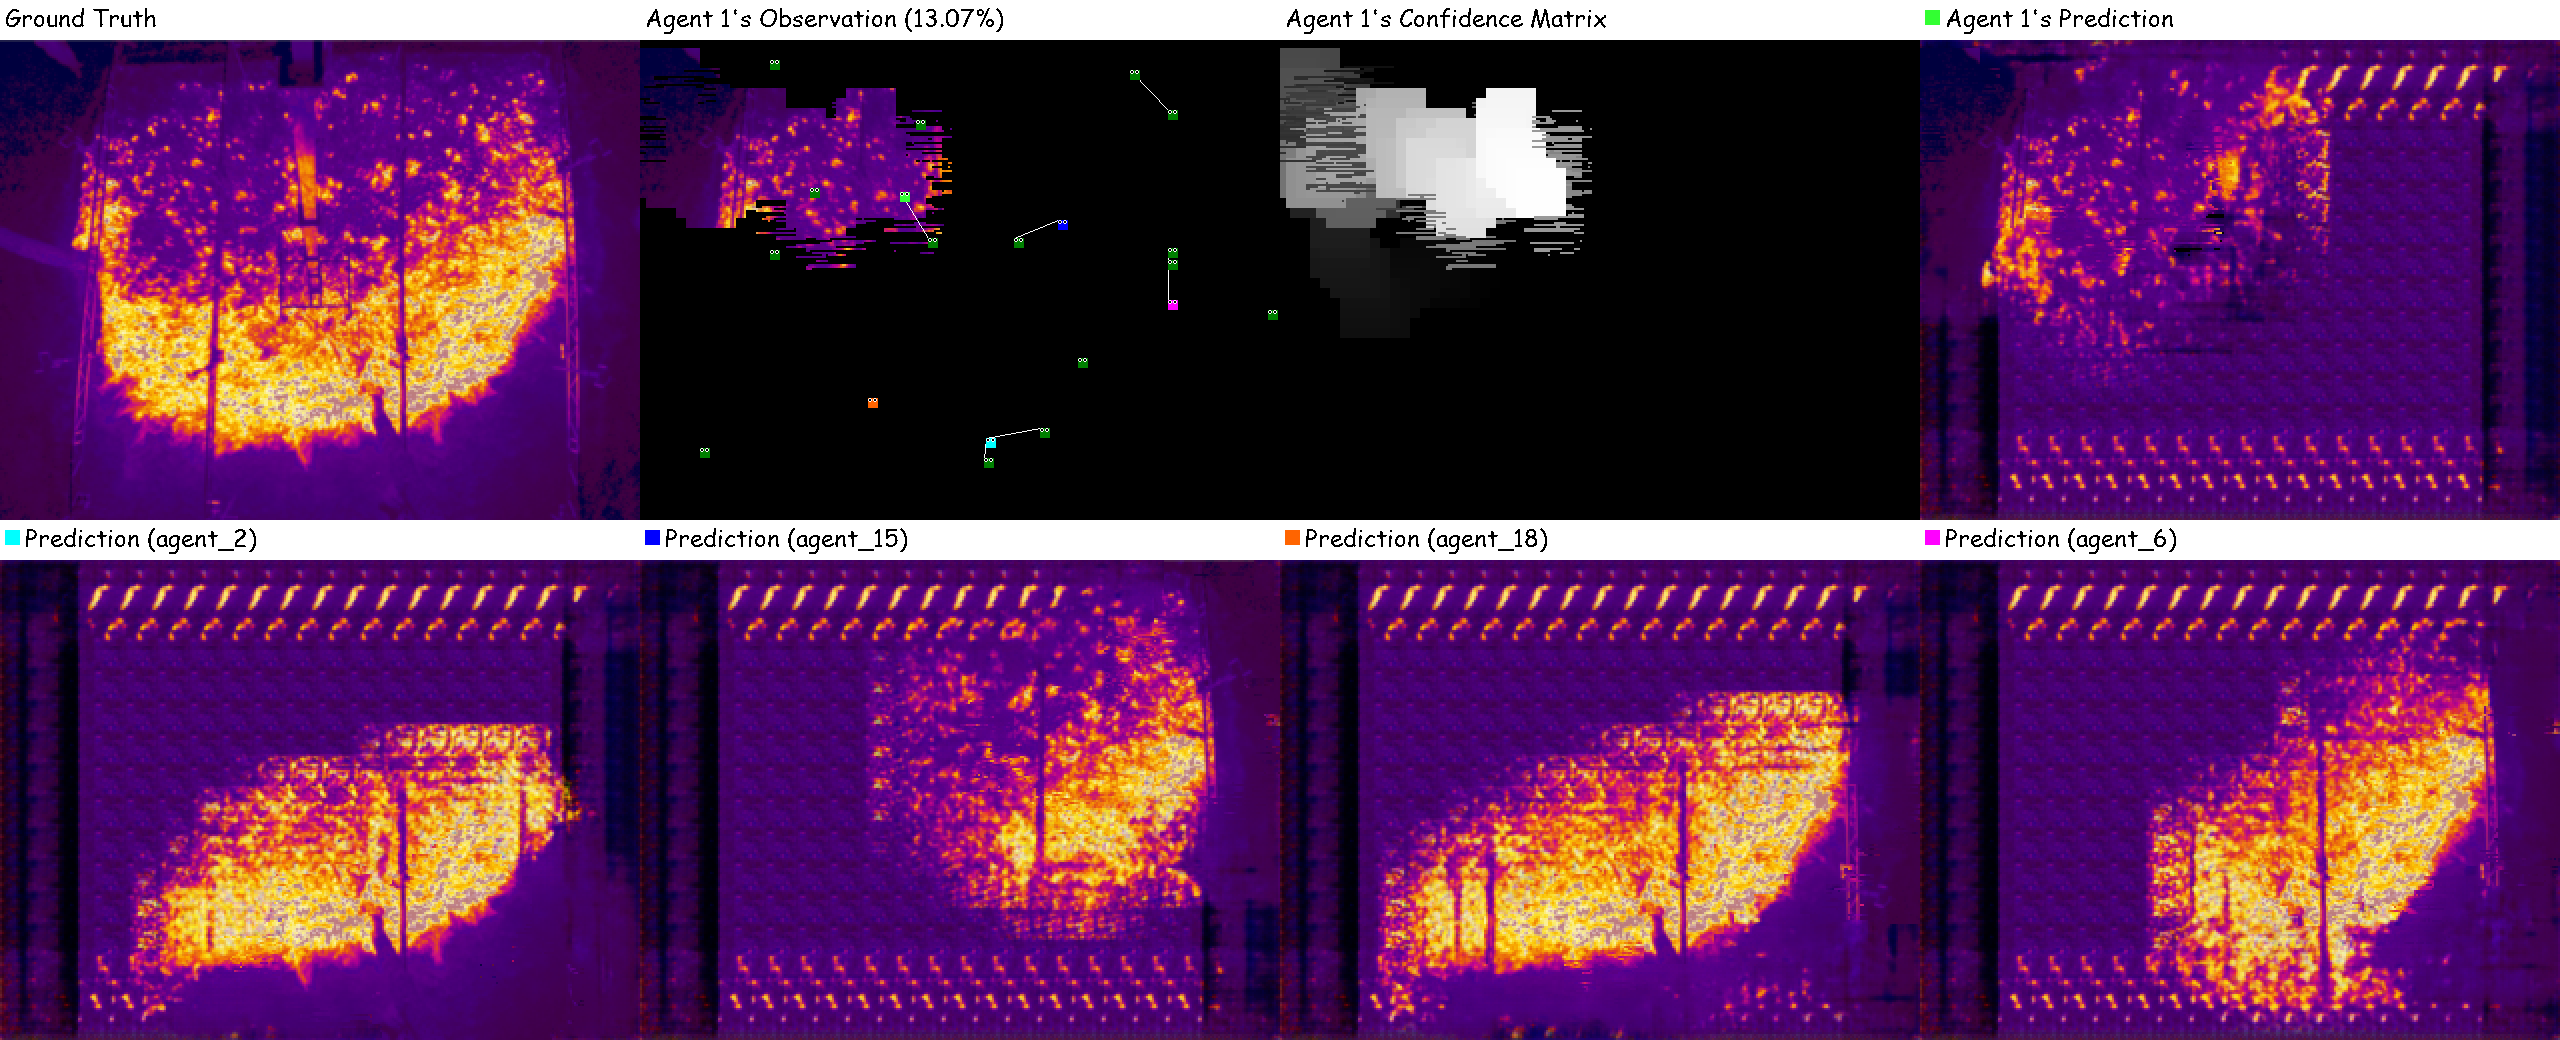 Ground Truth
Agent 1's Observation (13.07%)
Agent 1's Confidence Matrix
Agent 1's Prediction
Prediction (agent_2)
Prediction (agent_15)
Prediction (agent_18)
Prediction (agent_6)